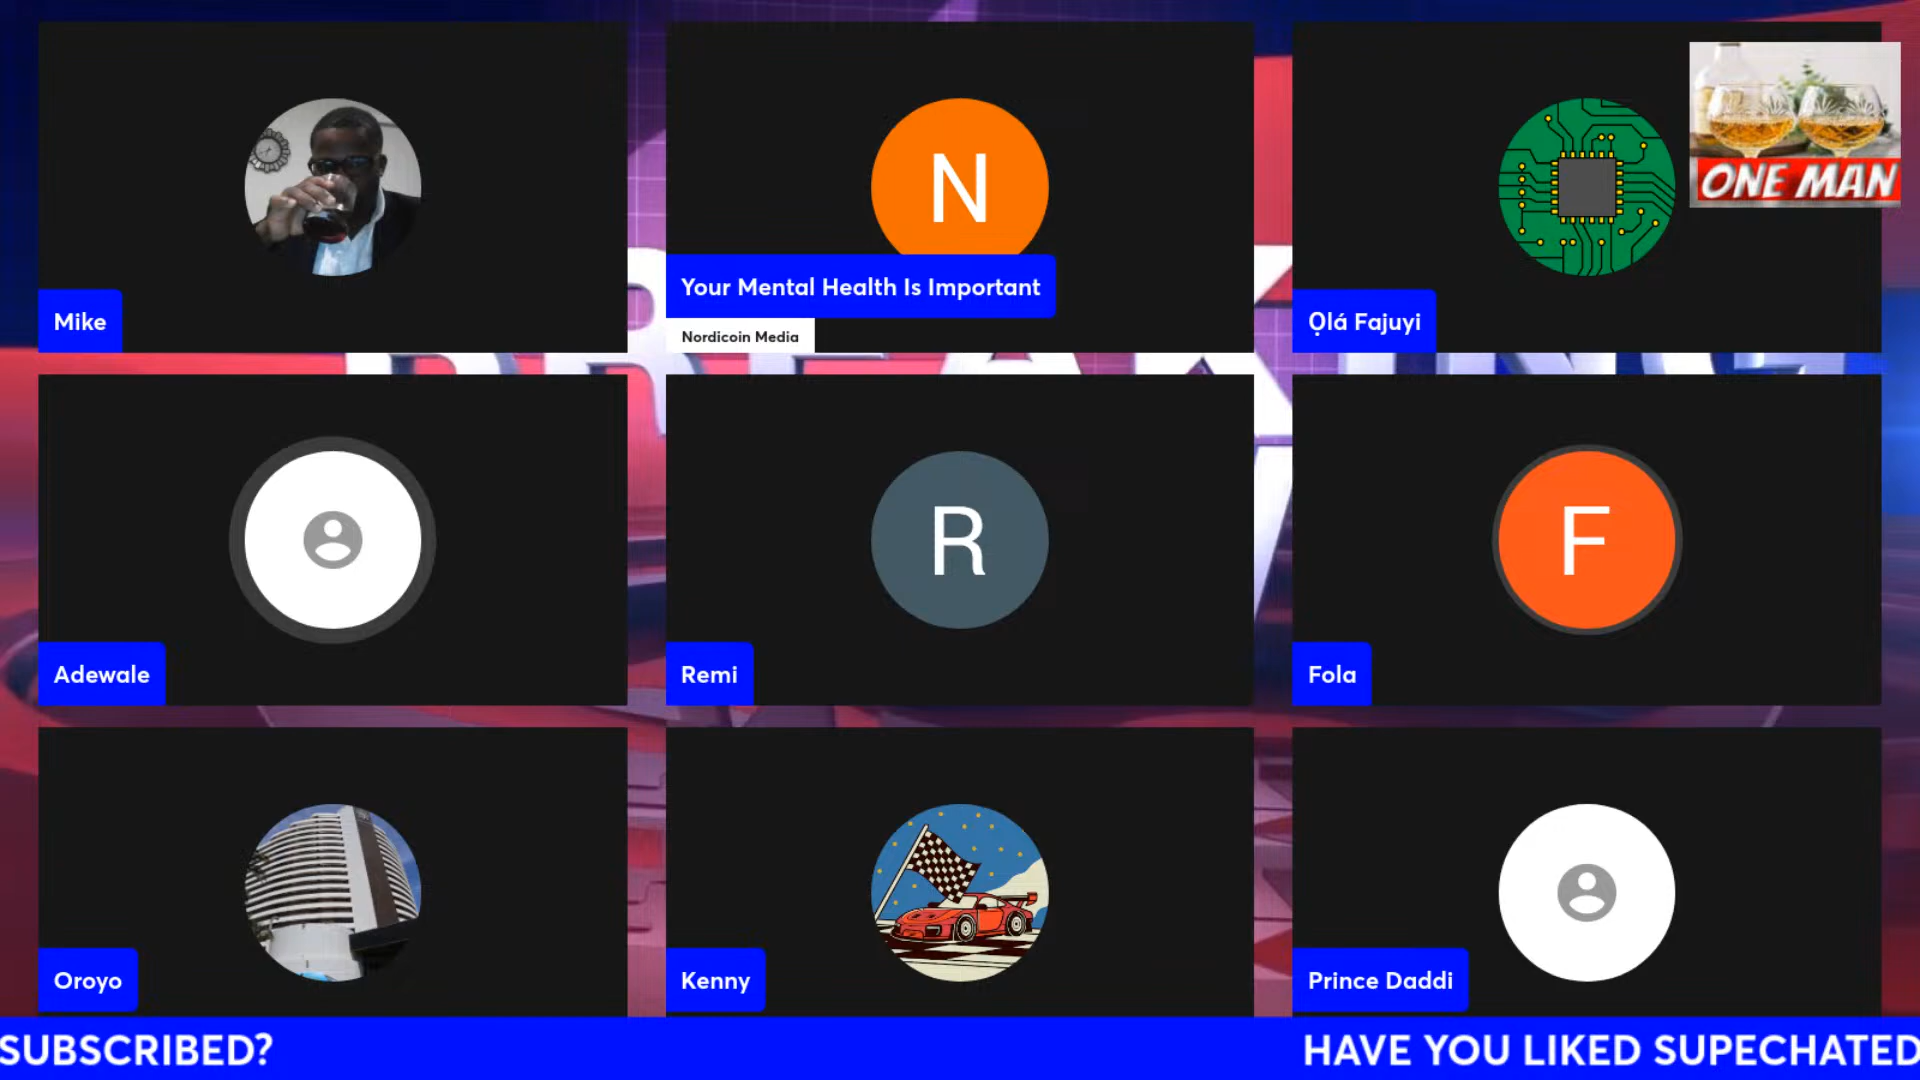 N
Your Mental Health Is Important
Nordicoin Media
Mike
Ọlá Fajuyi
ONE MAN
Adewale
R
Remi
F
Fola
Oroyo
Kenny
Prince Daddi
SUBSCRIBED?
HAVE YOU LIKED SUPECHATED